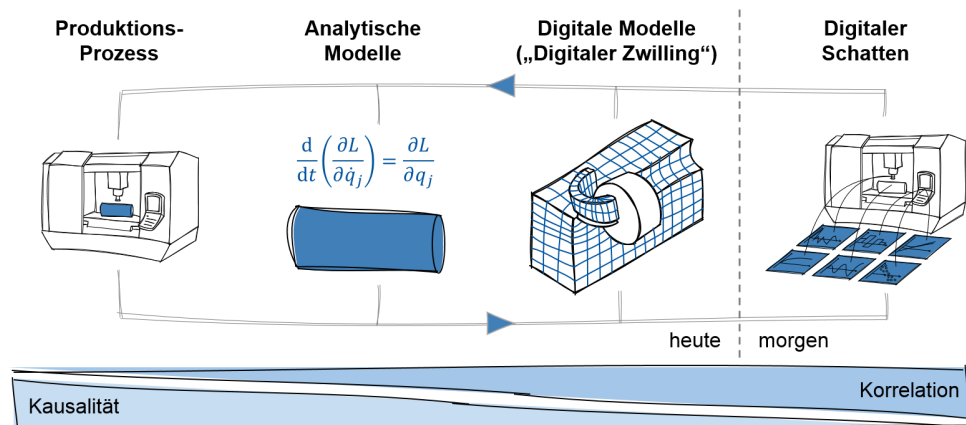 Produktions-
Prozess
Analytische
Modelle
Digitale Modelle
(„Digitaler Zwilling“)
Digitaler
Schatten
d/dt (∂L/∂q̇ⱼ) = ∂L/∂qⱼ
heute
morgen
Korrelation
Kausalität